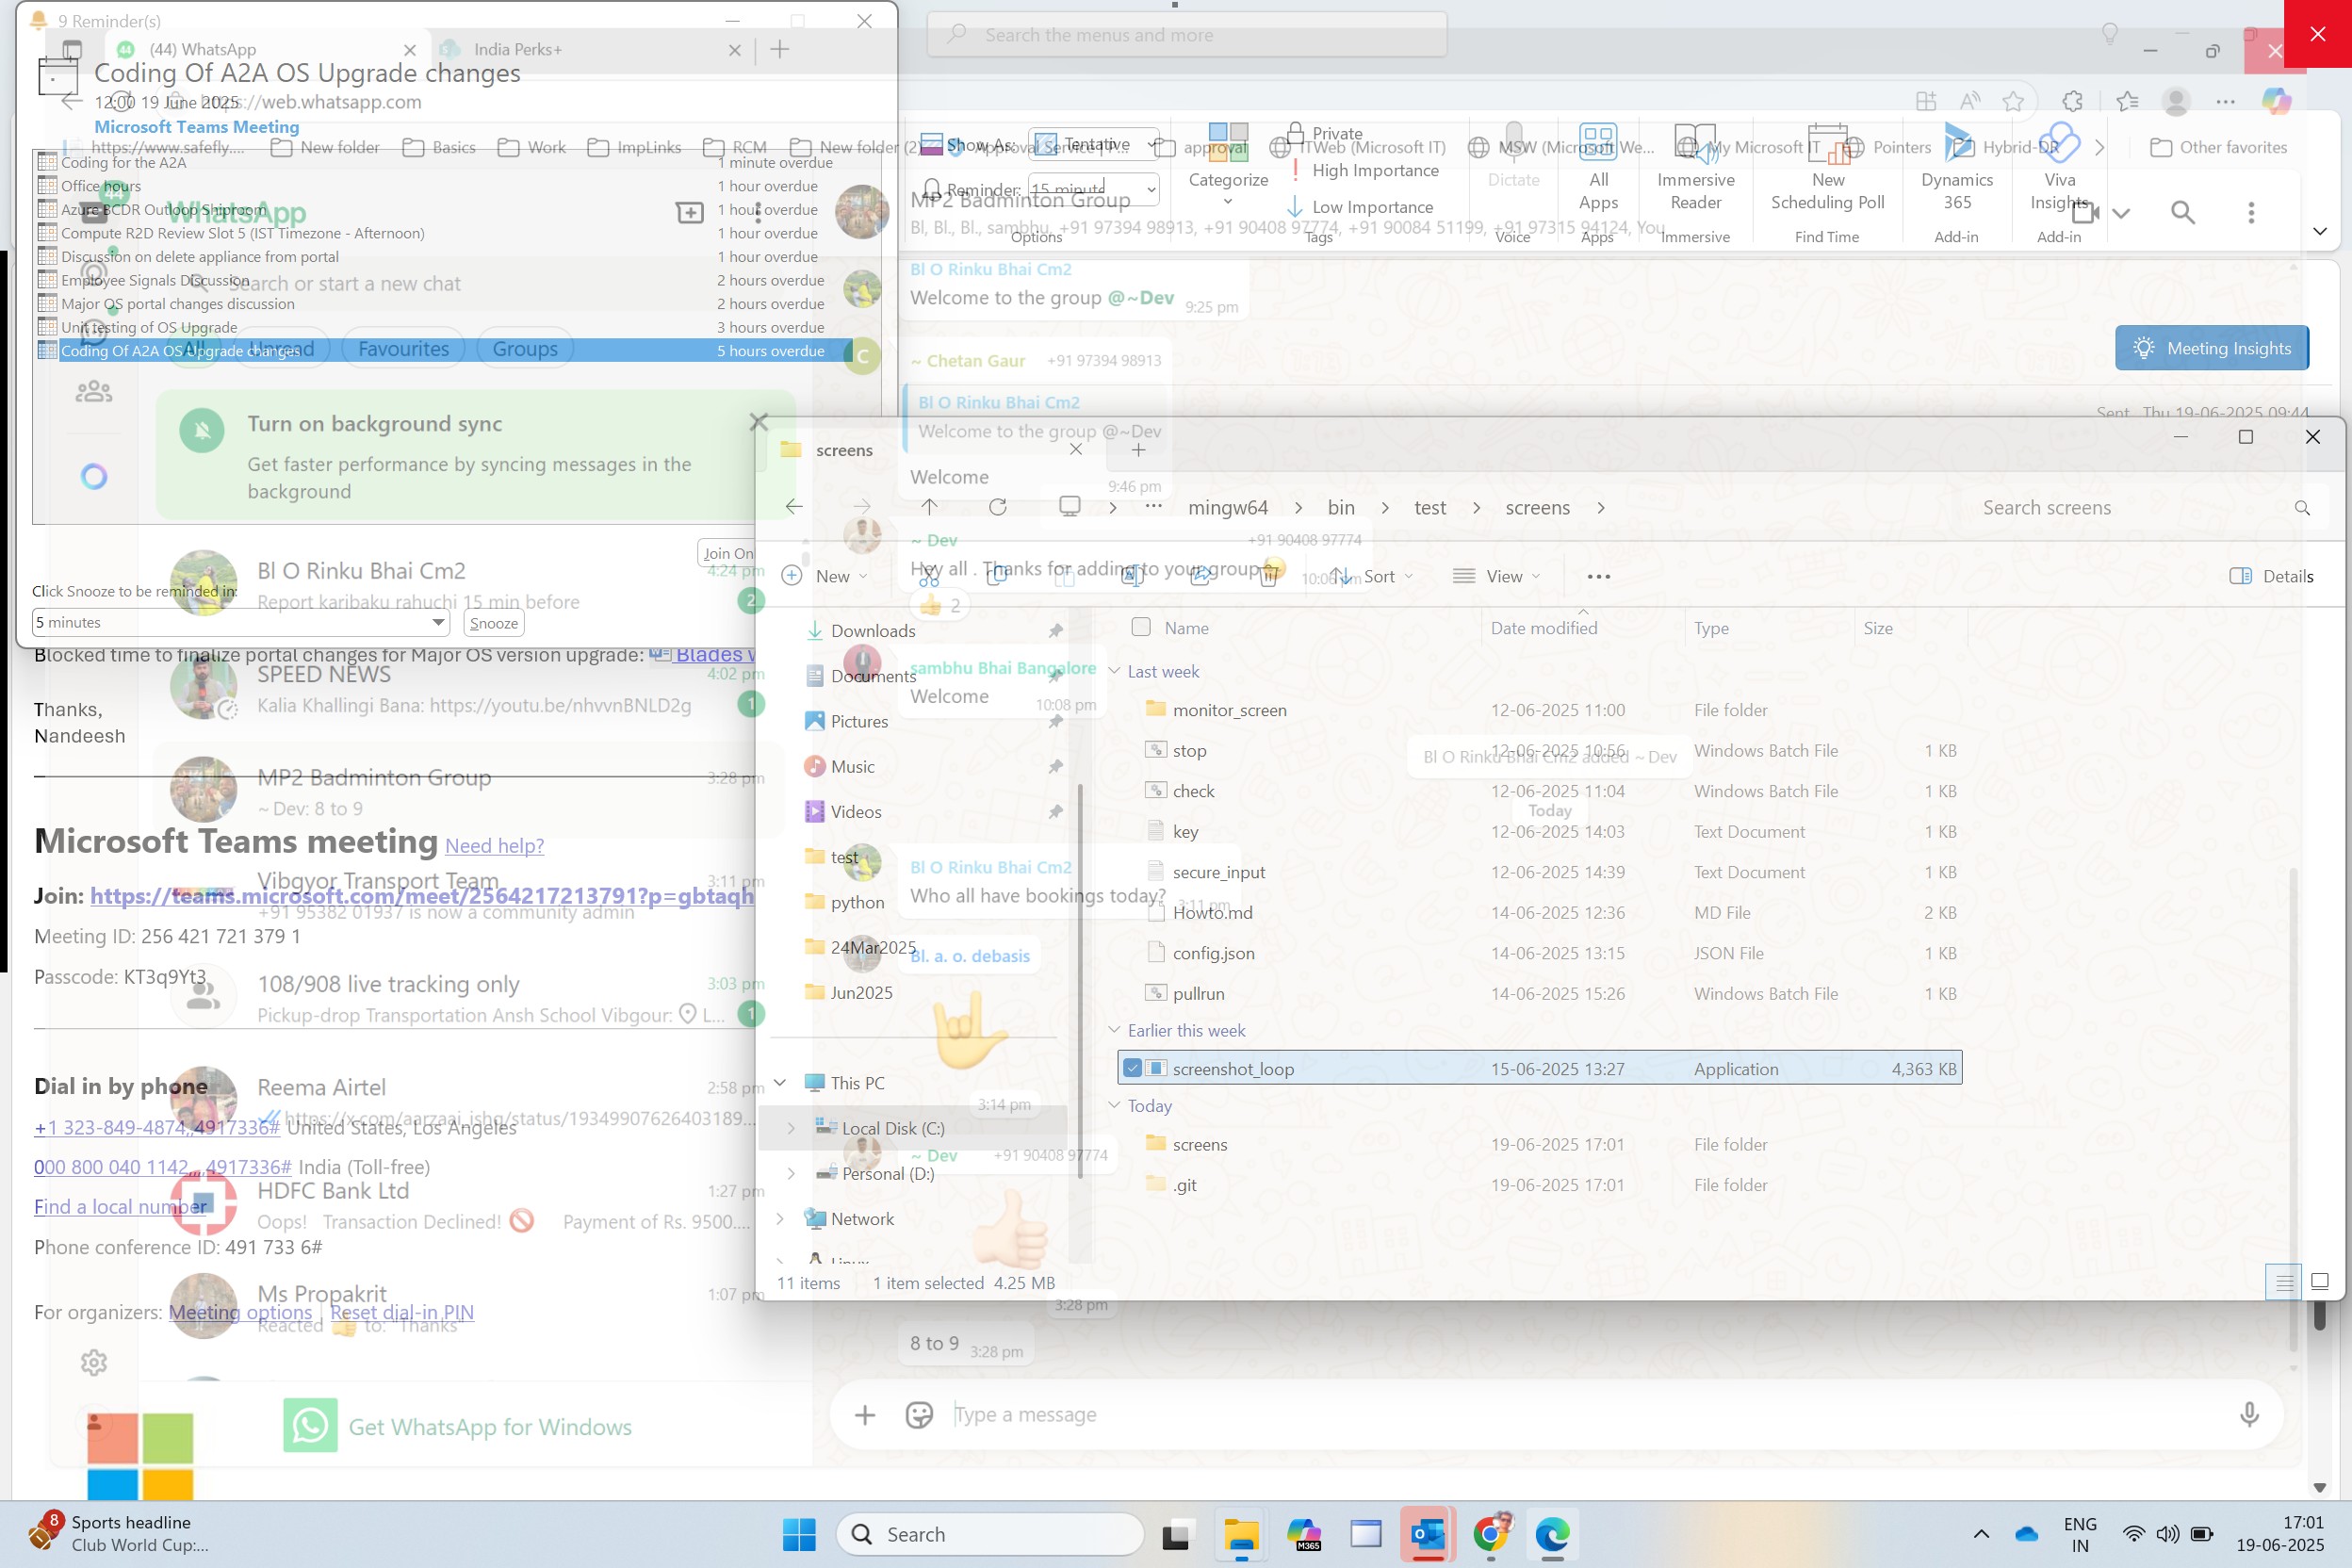 9 Reminder(s)
(44) WhatsApp
India Perks+
Search the menus and more
Coding Of A2A OS Upgrade changes
12:00 19 June 2025
https://web.whatsapp.com
Microsoft Teams Meeting
https://www.safefly....
New folder
Basics
Work
ImpLinks
RCM
New folder (2)
Approval Service | P...
approval
ITWeb (Microsoft IT)
MSW (Microsoft We...
My Microsoft IT
Pointers
Hybrid-DR
Other favorites
Show As:
Tentative
Reminder:
15 minute
Options
Categorize
Private
High Importance
Low Importance
Tags
Dictate
Voice
All
Apps
Apps
Immersive
Reader
Immersive
New
Scheduling Poll
Find Time
Dynamics
365
Add-in
Viva
Insights
Add-in
Coding for the A2A
1 minute overdue
Office hours
1 hour overdue
Azure BCDR Outloop Shiproom
1 hour overdue
Compute R2D Review Slot 5 (IST Timezone - Afternoon)
1 hour overdue
Discussion on delete appliance from portal
1 hour overdue
Employee Signals Discussion
2 hours overdue
Major OS portal changes discussion
2 hours overdue
Unit testing of OS Upgrade
3 hours overdue
Coding Of A2A OS Upgrade changes
5 hours overdue
44
WhatsApp
Search or start a new chat
All
Unread
Favourites
Groups
Turn on background sync
Get faster performance by syncing messages in the
background
Join On
Click Snooze to be reminded in:
5 minutes
Snooze
Bl O Rinku Bhai Cm2
4:24 pm
Report karibaku rahuchi 15 min before
2
Blocked time to finalize portal changes for Major OS version upgrade:
Blades v
SPEED NEWS
4:02 pm
Kalia Khallingi Bana: https://youtu.be/nhvvnBNLD2g
1
Thanks,
Nandeesh
MP2 Badminton Group
3:28 pm
~ Dev: 8 to 9
Microsoft Teams meeting Need help?
Vibgyor Transport Team
3:11 pm
+91 95382 01937 is now a community admin
Join: https://teams.microsoft.com/meet/2564217213791?p=gbtaqh
Meeting ID: 256 421 721 379 1
Passcode: KT3q9Yt3
108/908 live tracking only
3:03 pm
Pickup-drop Transportation Ansh School Vibgour: L...
1
Dial in by phone
Reema Airtel
2:58 pm
https://x.com/aarzaai_ishq/status/19349907626403189...
+1 323-849-4874,,4917336# United States, Los Angeles
000 800 040 1142,,,4917336# India (Toll-free)
HDFC Bank Ltd
1:27 pm
Find a local number
Oops! Transaction Declined! Payment of Rs. 9500....
Phone conference ID: 491 733 6#
Ms Propakrit
1:07 pm
For organizers: Meeting options | Reset dial-in PIN
Reacted to: "Thanks"
Get WhatsApp for Windows
MP2 Badminton Group
Bl, Bl., Bl., sambhu, +91 97394 98913, +91 90408 97774, +91 90084 51199, +91 97315 94124, You
Bl O Rinku Bhai Cm2
Welcome to the group @~Dev
9:25 pm
~ Chetan Gaur
+91 97394 98913
Bl O Rinku Bhai Cm2
Welcome to the group @~Dev
Welcome
9:46 pm
~ Dev
+91 90408 97774
Hey all . Thanks for adding to your group
10:06 pm
2
sambhu Bhai Bangalore
Welcome
10:08 pm
Bl O Rinku Bhai Cm2 added ~ Dev
Today
Bl O Rinku Bhai Cm2
Who all have bookings today?
3:11 pm
Bl. a. o. debasis
3:14 pm
~ Dev
+91 90408 97774
3:28 pm
8 to 9
3:28 pm
Type a message
Meeting Insights
Sent Thu 19-06-2025 09:44
screens
mingw64
bin
test
screens
Search screens
New
Sort
View
Details
Downloads
Documents
Pictures
Music
Videos
test
python
24Mar2025
Jun2025
This PC
Local Disk (C:)
Personal (D:)
Network
Linux
Name
Date modified
Type
Size
Last week
monitor_screen
12-06-2025 11:00
File folder
stop
12-06-2025 10:56
Windows Batch File
1 KB
check
12-06-2025 11:04
Windows Batch File
1 KB
key
12-06-2025 14:03
Text Document
1 KB
secure_input
12-06-2025 14:39
Text Document
1 KB
Howto.md
14-06-2025 12:36
MD File
2 KB
config.json
14-06-2025 13:15
JSON File
1 KB
pullrun
14-06-2025 15:26
Windows Batch File
1 KB
Earlier this week
screenshot_loop
15-06-2025 13:27
Application
4,363 KB
Today
screens
19-06-2025 17:01
File folder
.git
19-06-2025 17:01
File folder
11 items
1 item selected 4.25 MB
8
Sports headline
Club World Cup:...
Search
M365
ENG
IN
17:01
19-06-2025